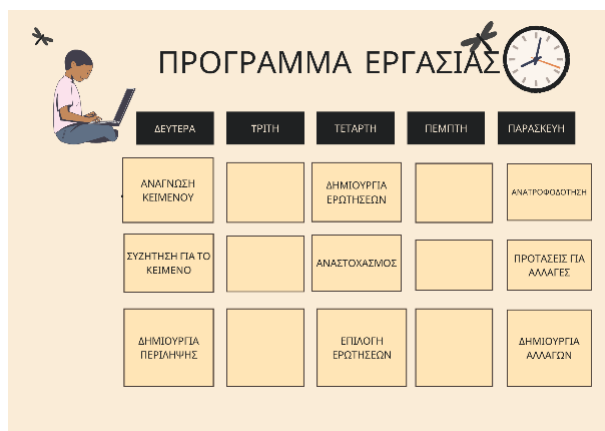 ΠΡΟΓΡΑΜΜΑ ΕΡΓΑΣΙΑΣ
ΔΕΥΤΕΡΑ ΤΡΙΤΗ ΤΕΤΑΡΤΗ ΠΕΜΠΤΗ ΠΑΡΑΣΚΕΥΗ
ΑΝΑΓΝΩΣΗ
ΚΕΙΜΕΝΟΥ
ΔΗΜΙΟΥΡΓΙΑ
ΕΡΩΤΗΣΕΩΝ
ΑΝΑΤΡΟΦΟΔΟΤΗΣΗ
ΣΥΖΗΤΗΣΗ ΓΙΑ ΤΟ
ΚΕΙΜΕΝΟ
ΑΝΑΣΤΟΧΑΣΜΟΣ
ΠΡΟΤΑΣΕΙΣ ΓΙΑ
ΑΛΛΑΓΕΣ
ΔΗΜΙΟΥΡΓΙΑ
ΠΕΡΙΛΗΨΗΣ
ΕΠΙΛΟΓΗ
ΕΡΩΤΗΣΕΩΝ
ΔΗΜΙΟΥΡΓΙΑ
ΑΛΛΑΓΩΝ